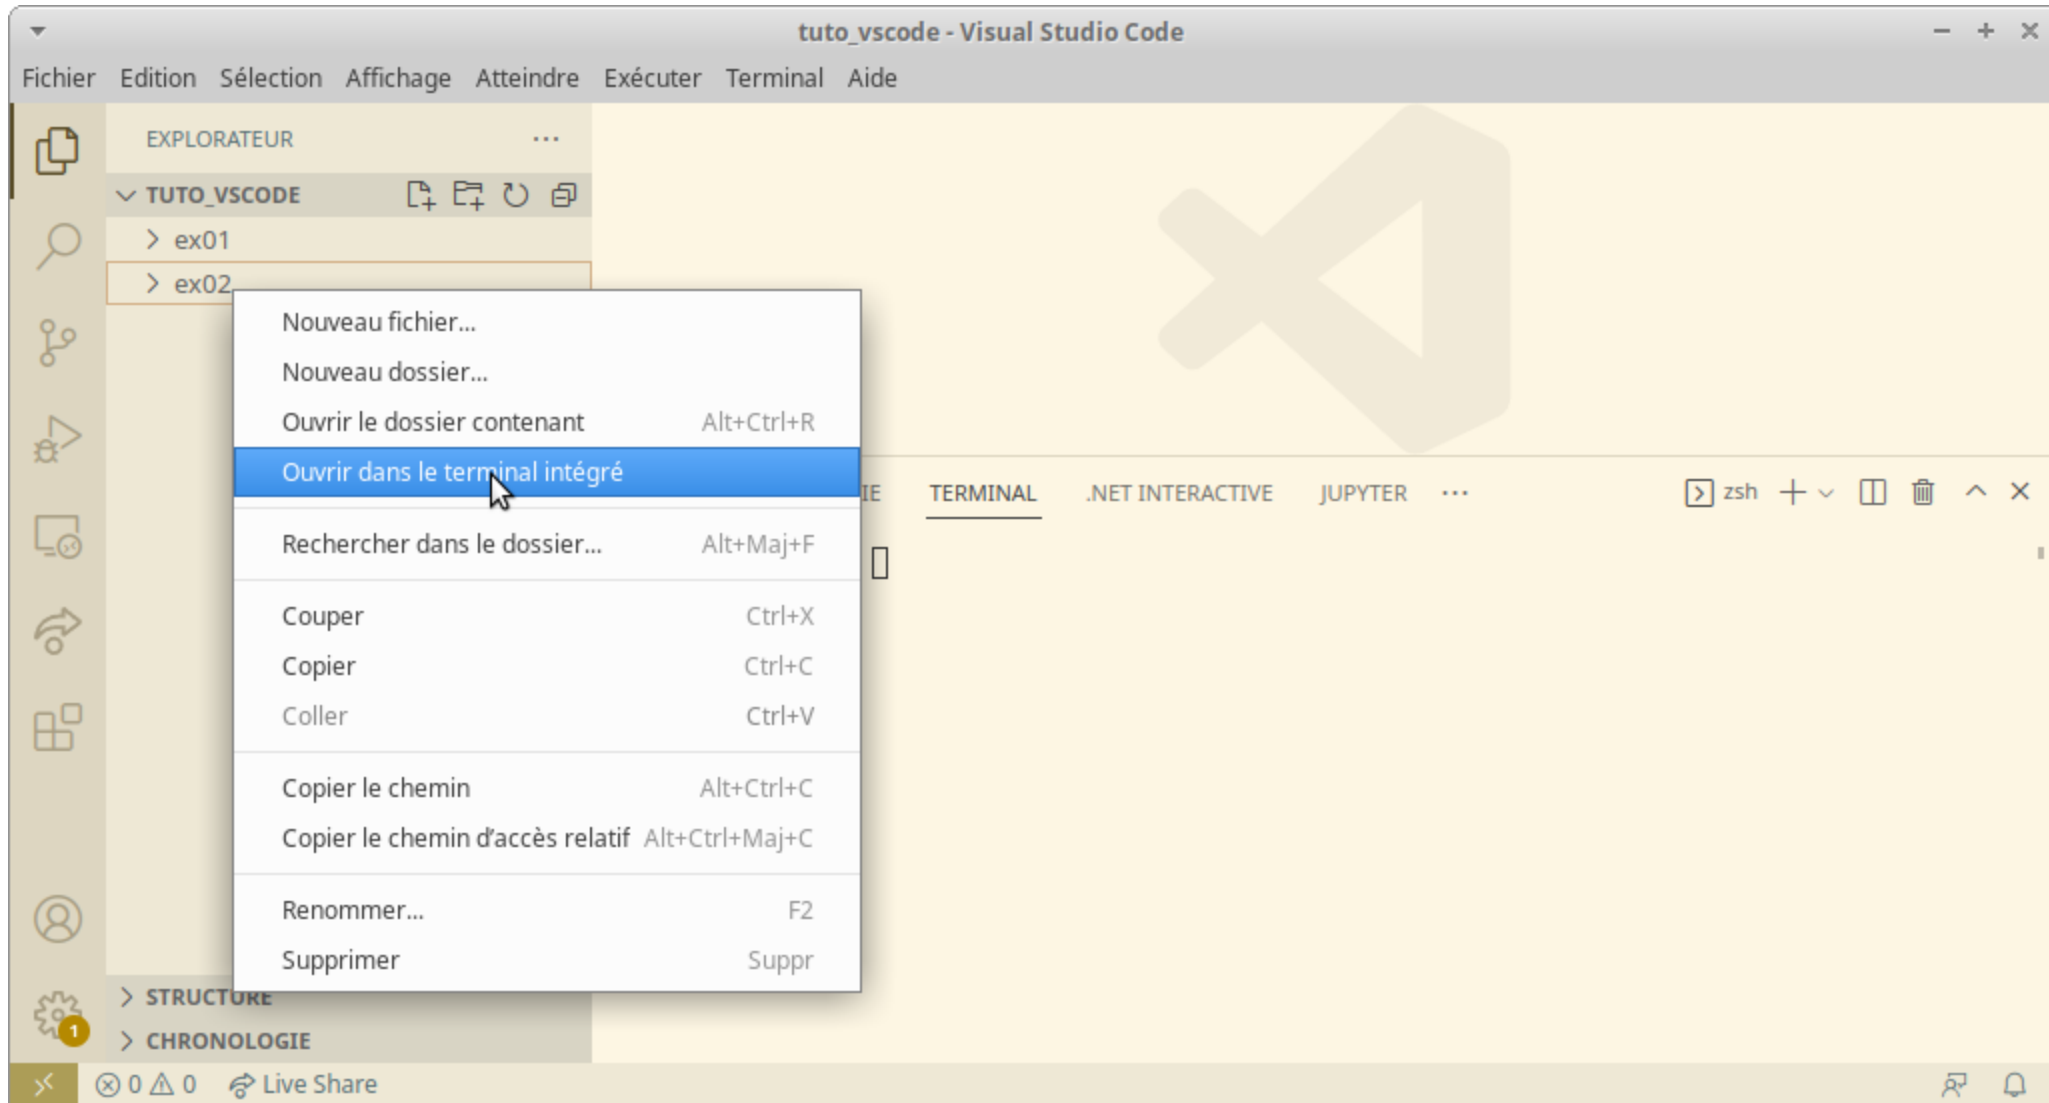 tuto_vscode - Visual Studio Code
Fichier Edition Sélection Affichage Atteindre Exécuter Terminal Aide
EXPLORATEUR
TUTO_VSCODE
ex01
ex02
Nouveau fichier...
Nouveau dossier...
Ouvrir le dossier contenant Alt+Ctrl+R
Ouvrir dans le terminal intégré
Rechercher dans le dossier... Alt+Maj+F
Couper Ctrl+X
Copier Ctrl+C
Coller Ctrl+V
Copier le chemin Alt+Ctrl+C
Copier le chemin d'accès relatif Alt+Ctrl+Maj+C
Renommer... F2
Supprimer Suppr
IE TERMINAL .NET INTERACTIVE JUPYTER ... zsh
STRUCTURE
CHRONOLOGIE
1
0 0 Live Share